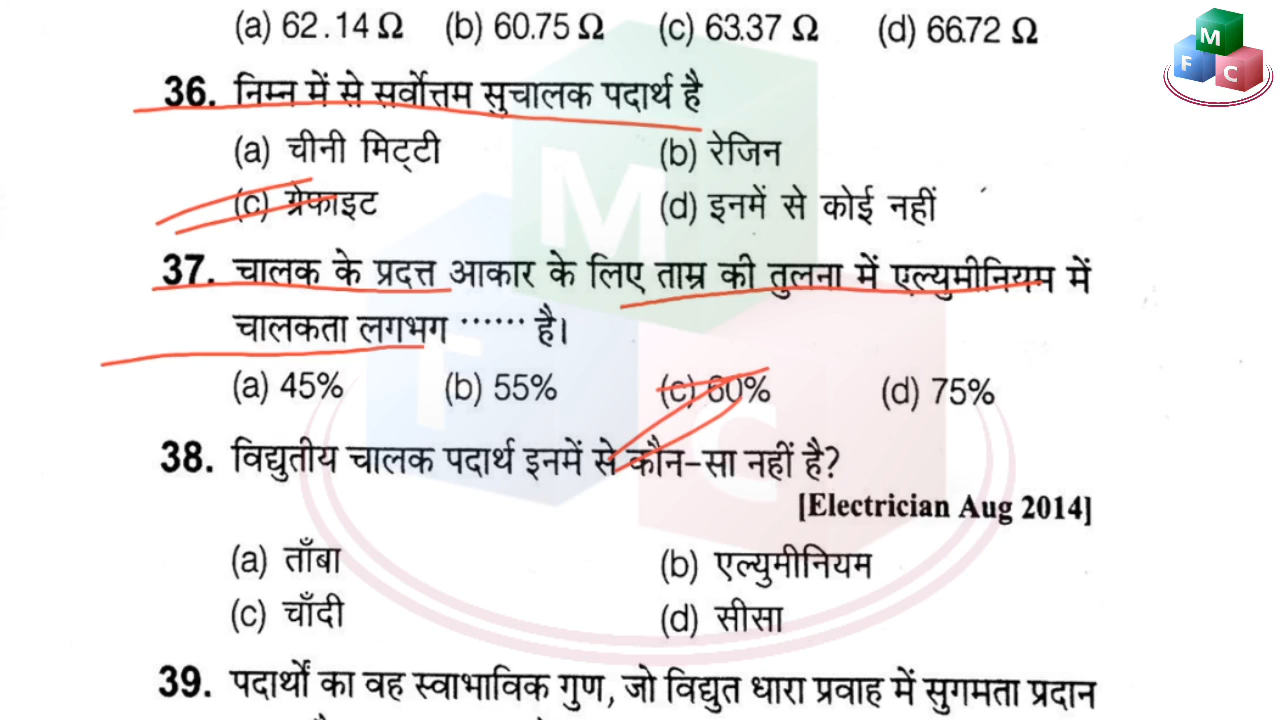 (a) 62.14 Ω (b) 60.75 Ω (c) 63.37 Ω (d) 66.72 Ω
36. निम्न में से सर्वोत्तम सुचालक पदार्थ है
(a) चीनी मिट्टी (b) रेजिन
(c) ग्रेफाइट (d) इनमें से कोई नहीं
37. चालक के प्रदत्त आकार के लिए ताम्र की तुलना में एल्युमीनियम में
चालकता लगभग ...... है।
(a) 45% (b) 55% (c) 60% (d) 75%
38. विद्युतीय चालक पदार्थ इनमें से कौन-सा नहीं है?
[Electrician Aug 2014]
(a) ताँबा (b) एल्युमीनियम
(c) चाँदी (d) सीसा
39. पदार्थों का वह स्वाभाविक गुण, जो विद्युत धारा प्रवाह में सुगमता प्रदान
M
F C
M
F C